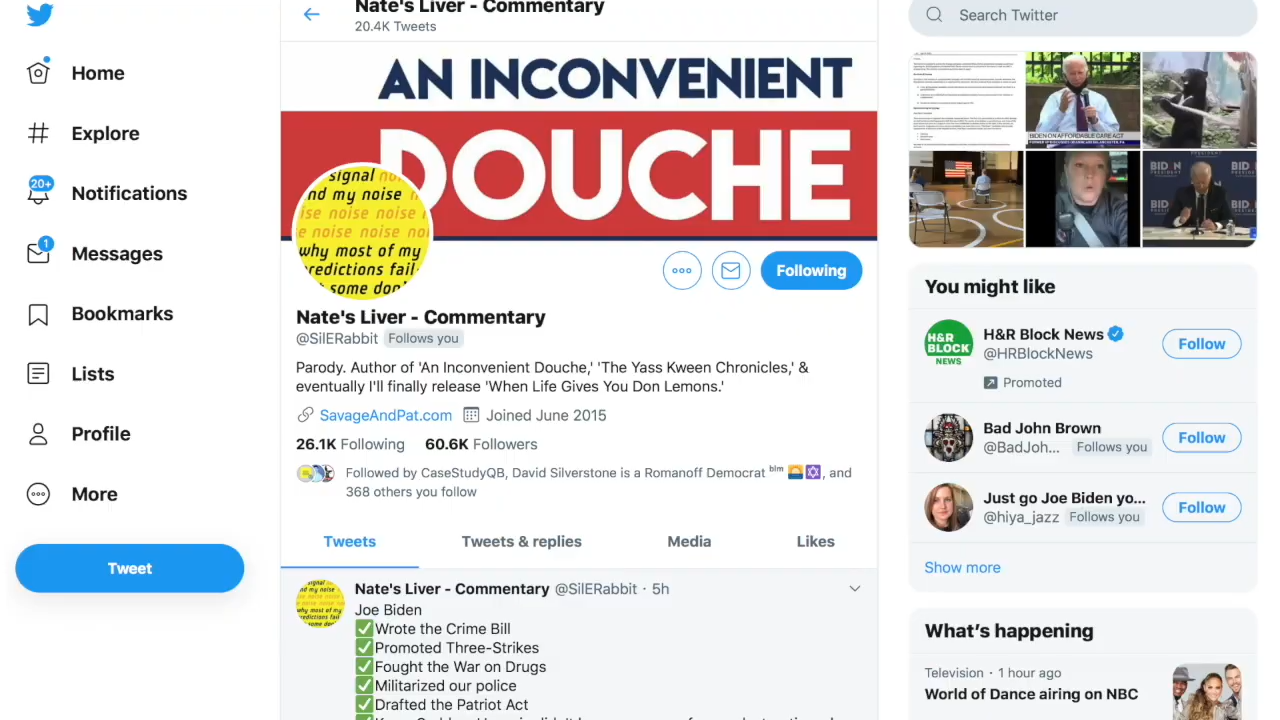 Nate's Liver - Commentary
20.4K Tweets
Search Twitter
Home
Explore
20+
Notifications
1
Messages
Bookmarks
Lists
Profile
More
Tweet
AN INCONVENIENT
DOUCHE
signal
and my noise
noise noise
noise noise
why most of my
predictions fail
some don't
Following
Nate's Liver - Commentary
@SilERabbit Follows you
Parody. Author of 'An Inconvenient Douche,' 'The Yass Kween Chronicles,' &
eventually I'll finally release 'When Life Gives You Don Lemons.'
SavageAndPat.com Joined June 2015
26.1K Following 60.6K Followers
Followed by CaseStudyQB, David Silverstone is a Romanoff Democrat ᵇˡᵐ 🌅🔯, and
368 others you follow
Tweets Tweets & replies Media Likes
Nate's Liver - Commentary @SilERabbit · 5h
Joe Biden
✅Wrote the Crime Bill
✅Promoted Three-Strikes
✅Fought the War on Drugs
✅Militarized our police
✅Drafted the Patriot Act
BIDEN ON AFFORDABLE CARE ACT
You might like
H&R
BLOCK
NEWS
H&R Block News
@HRBlockNews
Follow
Promoted
Bad John Brown
@BadJoh... Follows you
Follow
Just go Joe Biden yo...
@hiya_jazz Follows you
Follow
Show more
What's happening
Television · 1 hour ago
World of Dance airing on NBC